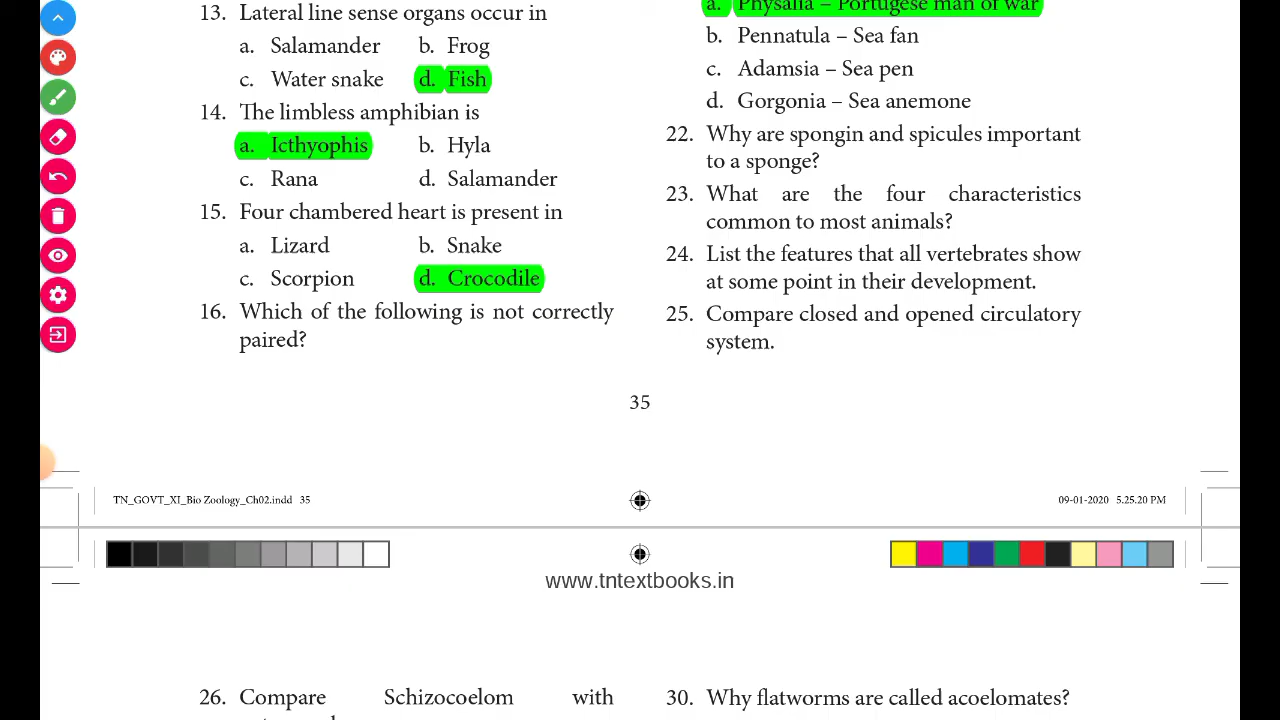 13. Lateral line sense organs occur in
a. Salamander b. Frog
c. Water snake d. Fish
14. The limbless amphibian is
a. Icthyophis b. Hyla
c. Rana d. Salamander
15. Four chambered heart is present in
a. Lizard b. Snake
c. Scorpion d. Crocodile
16. Which of the following is not correctly
paired?
a. Physalia – Portugese man of war
b. Pennatula – Sea fan
c. Adamsia – Sea pen
d. Gorgonia – Sea anemone
22. Why are spongin and spicules important
to a sponge?
23. What are the four characteristics
common to most animals?
24. List the features that all vertebrates show
at some point in their development.
25. Compare closed and opened circulatory
system.
35
TN_GOVT_XI_Bio Zoology_Ch02.indd 35
09-01-2020 5.25.20 PM
www.tntextbooks.in
26. Compare Schizocoelom with
30. Why flatworms are called acoelomates?